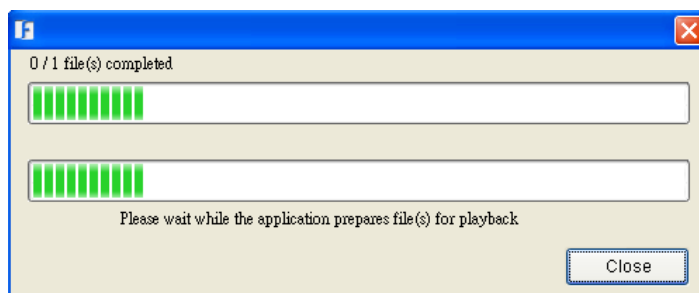 0 / 1 file(s) completed
Please wait while the application prepares file(s) for playback
Close